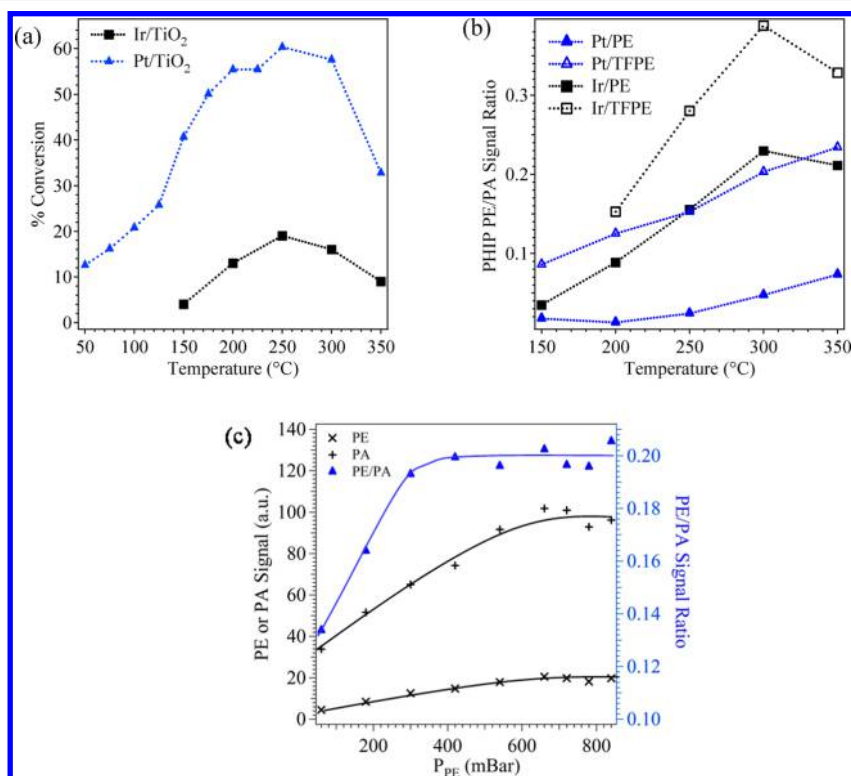 (a)
Ir/TiO2
Pt/TiO2
60
50
40
30
20
10
0
% Conversion
50
100
150
200
250
300
350
Temperature (°C)
(b)
Pt/PE
Pt/TFPE
Ir/PE
Ir/TFPE
0.3
0.2
0.1
PHIP PE/PA Signal Ratio
150
200
250
300
350
Temperature (°C)
(c)
PE
PA
PE/PA
140
120
100
80
60
40
20
0
PE or PA Signal (a.u.)
0.20
0.18
0.16
0.14
0.12
0.10
PE/PA Signal Ratio
200
400
600
800
PPE (mBar)